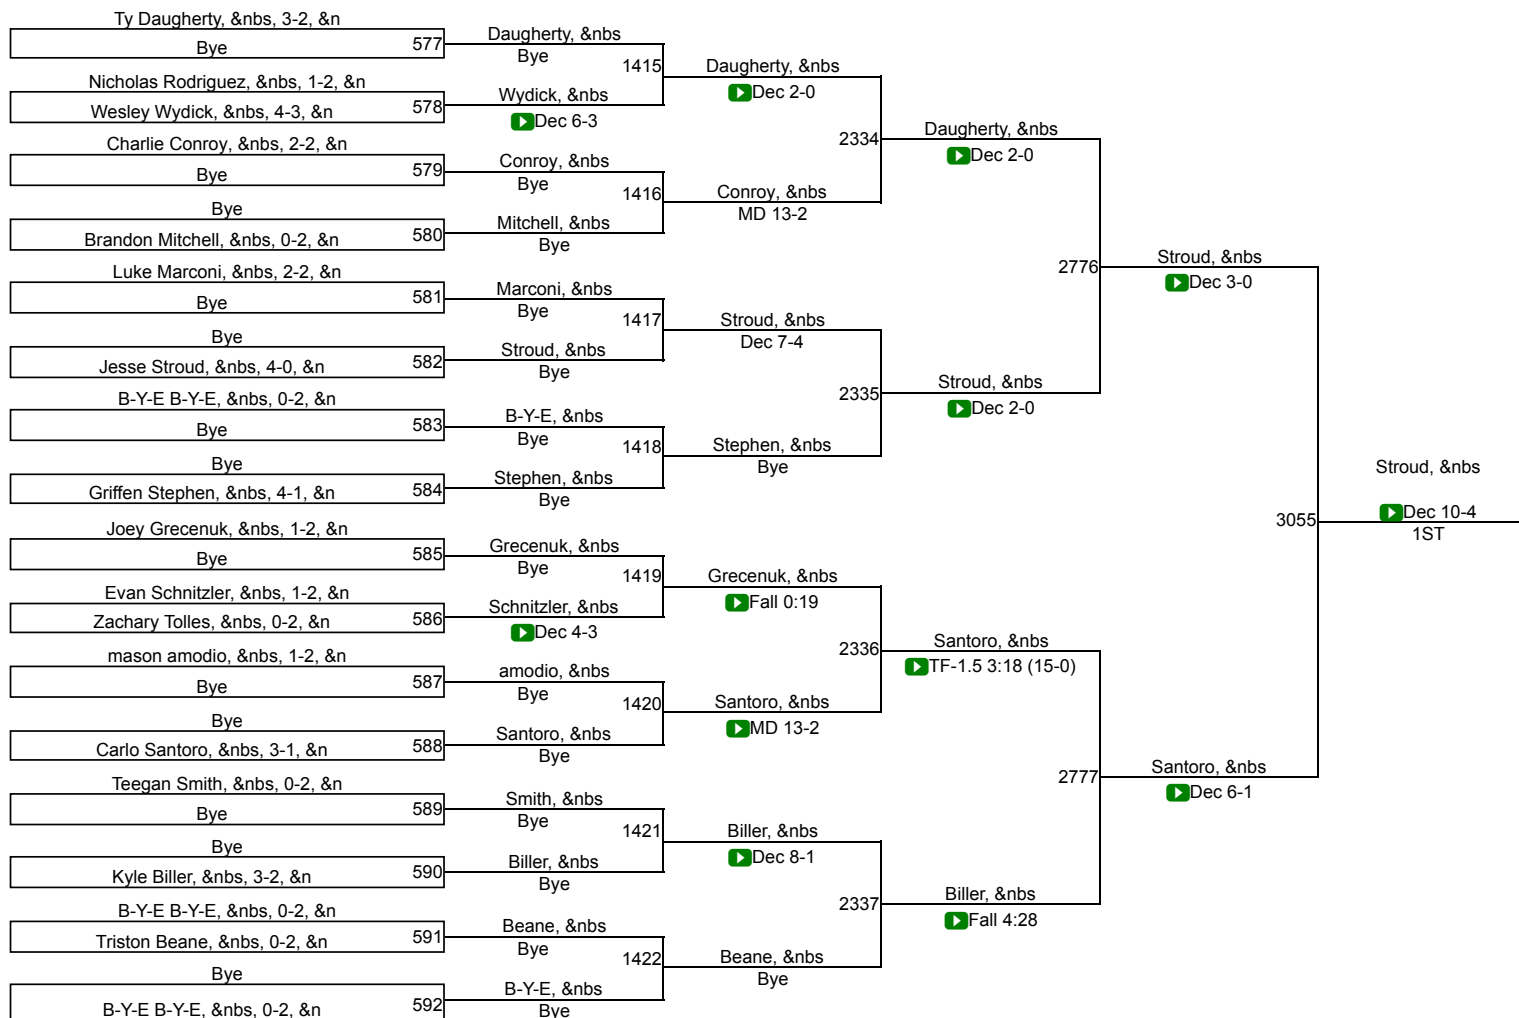 Ty Daugherty, &nbs, 3-2, &n
Bye
577
Nicholas Rodriguez, &nbs, 1-2, &n
Wesley Wydick, &nbs, 4-3, &n
578
Charlie Conroy, &nbs, 2-2, &n
Bye
579
Bye
Brandon Mitchell, &nbs, 0-2, &n
580
Luke Marconi, &nbs, 2-2, &n
Bye
581
Bye
Jesse Stroud, &nbs, 4-0, &n
582
B-Y-E B-Y-E, &nbs, 0-2, &n
Bye
583
Bye
Griffen Stephen, &nbs, 4-1, &n
584
Joey Grecenuk, &nbs, 1-2, &n
Bye
585
Evan Schnitzler, &nbs, 1-2, &n
Zachary Tolles, &nbs, 0-2, &n
586
mason amodio, &nbs, 1-2, &n
Bye
587
Bye
Carlo Santoro, &nbs, 3-1, &n
588
Teegan Smith, &nbs, 0-2, &n
Bye
589
Bye
Kyle Biller, &nbs, 3-2, &n
590
B-Y-E B-Y-E, &nbs, 0-2, &n
Triston Beane, &nbs, 0-2, &n
591
Bye
B-Y-E B-Y-E, &nbs, 0-2, &n
592
Daugherty, &nbs
Bye
1415
Wydick, &nbs
Dec 6-3
Conroy, &nbs
Bye
1416
Mitchell, &nbs
Bye
Marconi, &nbs
Bye
1417
Stroud, &nbs
Bye
B-Y-E, &nbs
Bye
1418
Stephen, &nbs
Bye
Grecenuk, &nbs
Bye
1419
Schnitzler, &nbs
Dec 4-3
amodio, &nbs
Bye
1420
Santoro, &nbs
Bye
Smith, &nbs
Bye
1421
Biller, &nbs
Bye
Beane, &nbs
Bye
1422
B-Y-E, &nbs
Bye
Daugherty, &nbs
Dec 2-0
2334
Conroy, &nbs
MD 13-2
Stroud, &nbs
Dec 7-4
2335
Stephen, &nbs
Bye
Grecenuk, &nbs
Fall 0:19
2336
Santoro, &nbs
MD 13-2
Biller, &nbs
Dec 8-1
2337
Beane, &nbs
Bye
Daugherty, &nbs
Dec 2-0
2776
Stroud, &nbs
Dec 2-0
Santoro, &nbs
TF-1.5 3:18 (15-0)
2777
Biller, &nbs
Fall 4:28
Stroud, &nbs
Dec 3-0
3055
Santoro, &nbs
Dec 6-1
Stroud, &nbs
Dec 10-4
1ST